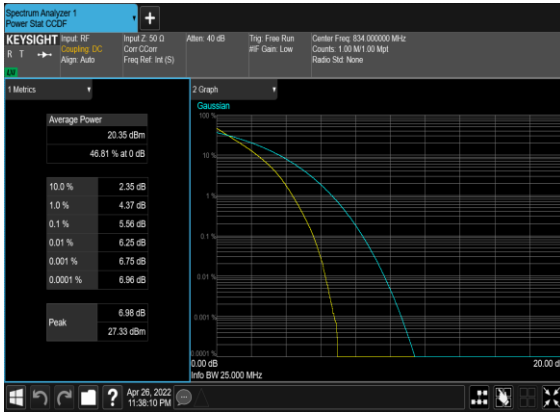 Spectrum Analyzer 1
Power Stat CCDF
KEYSIGHT
R T
LXI
Input: RF
Coupling: DC
Align: Auto
Input Z: 50 Ω
Corr CCorr
Freq Ref: Int (S)
Atten: 40 dB
Trig: Free Run
#IF Gain: Low
Center Freq: 834.000000 MHz
Counts: 1.00 M/1.00 Mpt
Radio Std: None
1 Metrics
Average Power
20.35 dBm
46.81 % at 0 dB
10.0 % 2.35 dB
1.0 % 4.37 dB
0.1 % 5.56 dB
0.01 % 6.25 dB
0.001 % 6.75 dB
0.0001 % 6.96 dB
Peak
6.98 dB
27.33 dBm
2 Graph
Gaussian
100 %
10 %
1 %
0.1 %
0.01 %
0.001 %
0.0001 %
0.00 dB
20.00 d
Info BW 25.000 MHz
Apr 26, 2022
11:38:10 PM